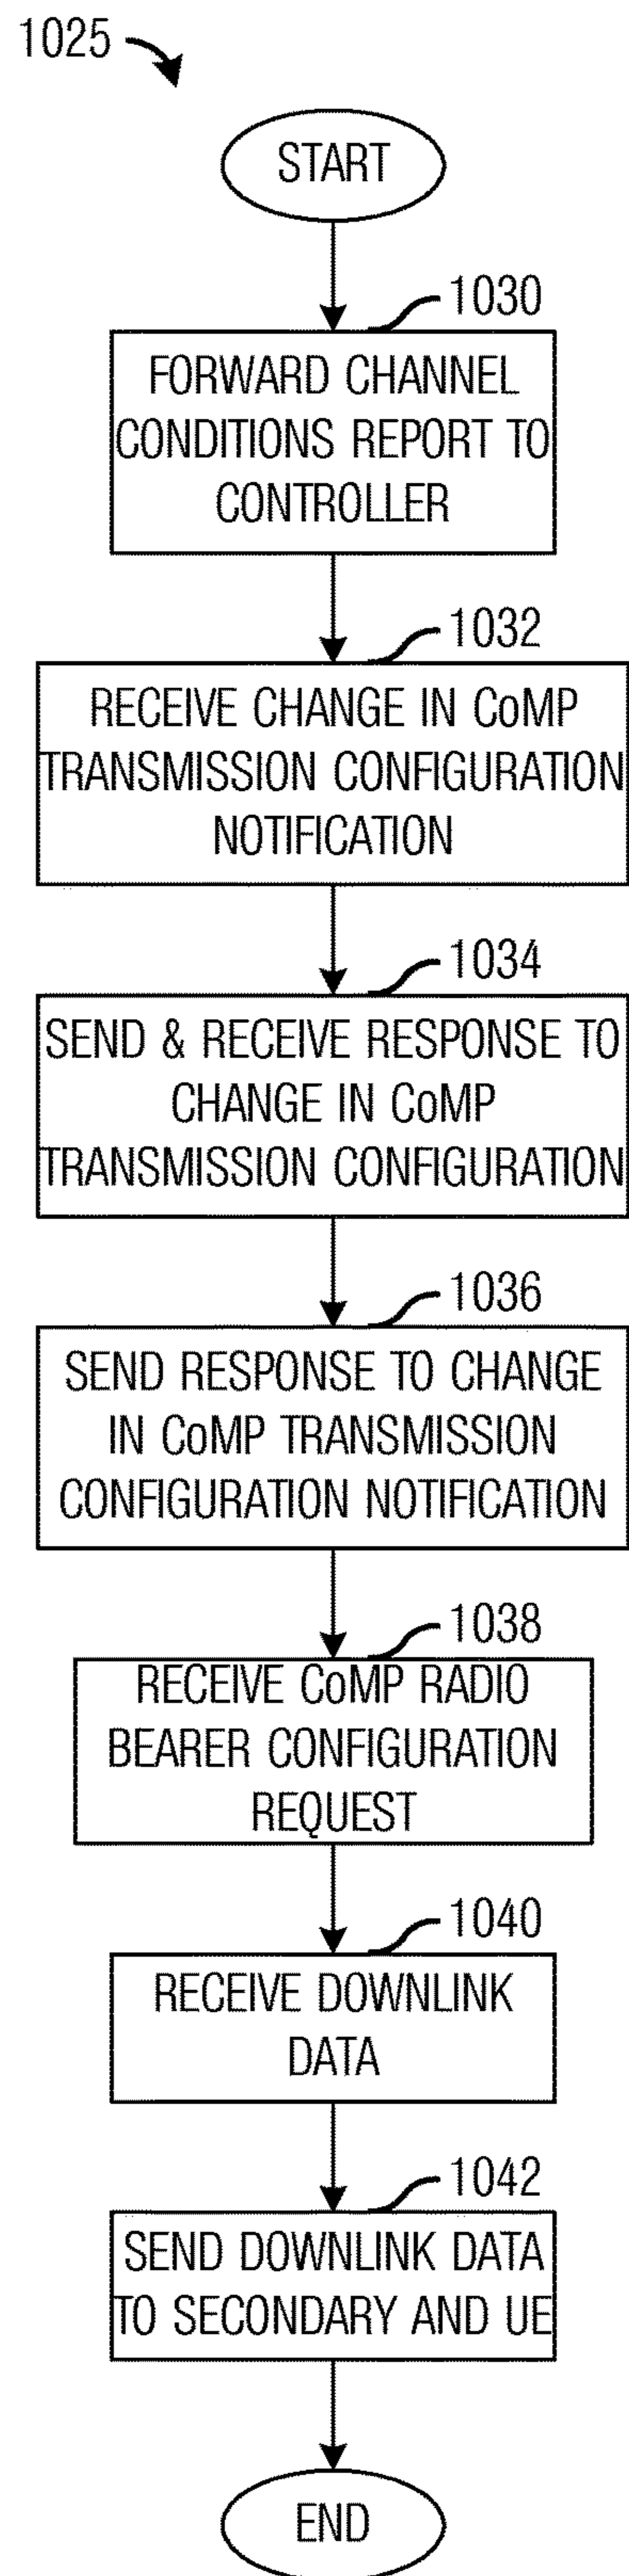 1025
START
1030
FORWARD CHANNEL
CONDITIONS REPORT TO
CONTROLLER
1032
RECEIVE CHANGE IN CoMP
TRANSMISSION CONFIGURATION
NOTIFICATION
1034
SEND & RECEIVE RESPONSE TO
CHANGE IN CoMP
TRANSMISSION CONFIGURATION
1036
SEND RESPONSE TO CHANGE
IN CoMP TRANSMISSION
CONFIGURATION NOTIFICATION
1038
RECEIVE CoMP RADIO
BEARER CONFIGURATION
REQUEST
1040
RECEIVE DOWNLINK
DATA
1042
SEND DOWNLINK DATA
TO SECONDARY AND UE
END